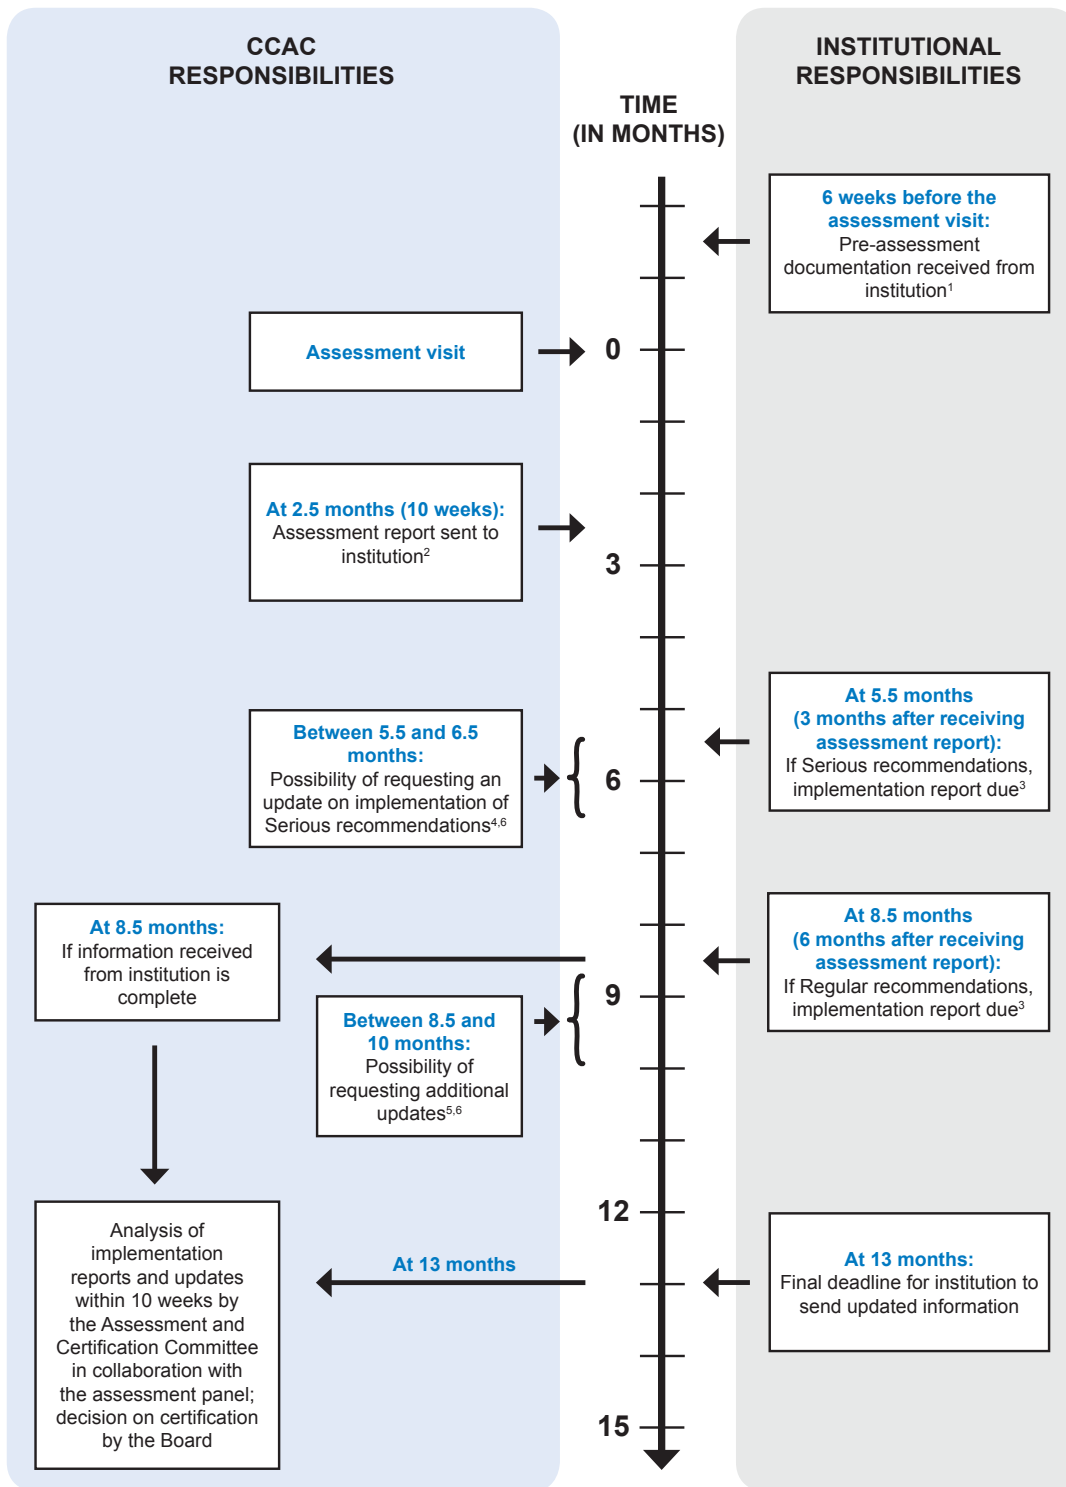 CCAC
RESPONSIBILITIES
INSTITUTIONAL
RESPONSIBILITIES
TIME
(IN MONTHS)
6 weeks before the
assessment visit:
Pre-assessment
documentation received from
institution1
Assessment visit
0
At 2.5 months (10 weeks):
Assessment report sent to
institution2
3
At 5.5 months
(3 months after receiving
assessment report):
If Serious recommendations,
implementation report due3
Between 5.5 and 6.5
months:
Possibility of requesting an
update on implementation of
Serious recommendations4,6
6
At 8.5 months
(6 months after receiving
assessment report):
If Regular recommendations,
implementation report due3
At 8.5 months:
If information received
from institution is
complete
9
Between 8.5 and
10 months:
Possibility of
requesting additional
updates5,6
12
Analysis of
implementation
reports and updates
within 10 weeks by
the Assessment and
Certification Committee
in collaboration with
the assessment panel;
decision on certification
by the Board
At 13 months
At 13 months:
Final deadline for institution to
send updated information
15